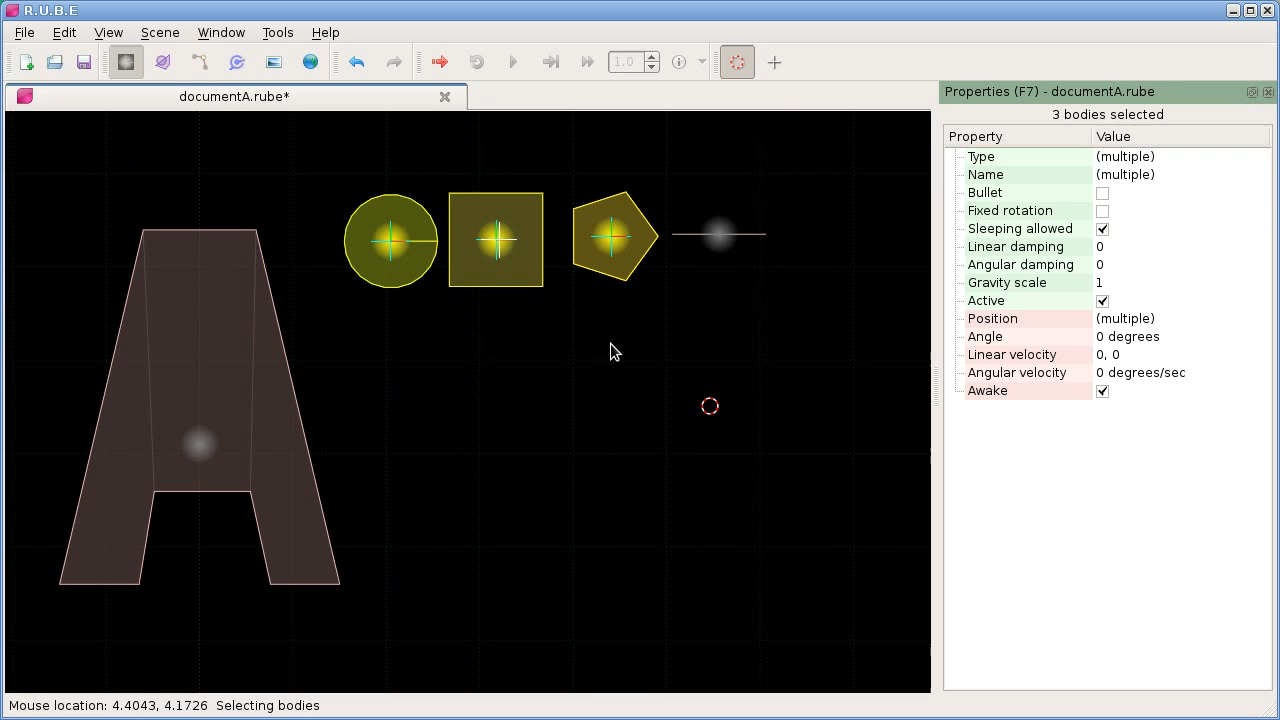 R.U.B.E
File Edit View Scene Window Tools Help
1.0
documentA.rube*
Properties (F7) - documentA.rube
3 bodies selected
Property Value
Type (multiple)
Name (multiple)
Bullet
Fixed rotation
Sleeping allowed
Linear damping 0
Angular damping 0
Gravity scale 1
Active
Position (multiple)
Angle 0 degrees
Linear velocity 0, 0
Angular velocity 0 degrees/sec
Awake
Mouse location: 4.4043, 4.1726 Selecting bodies